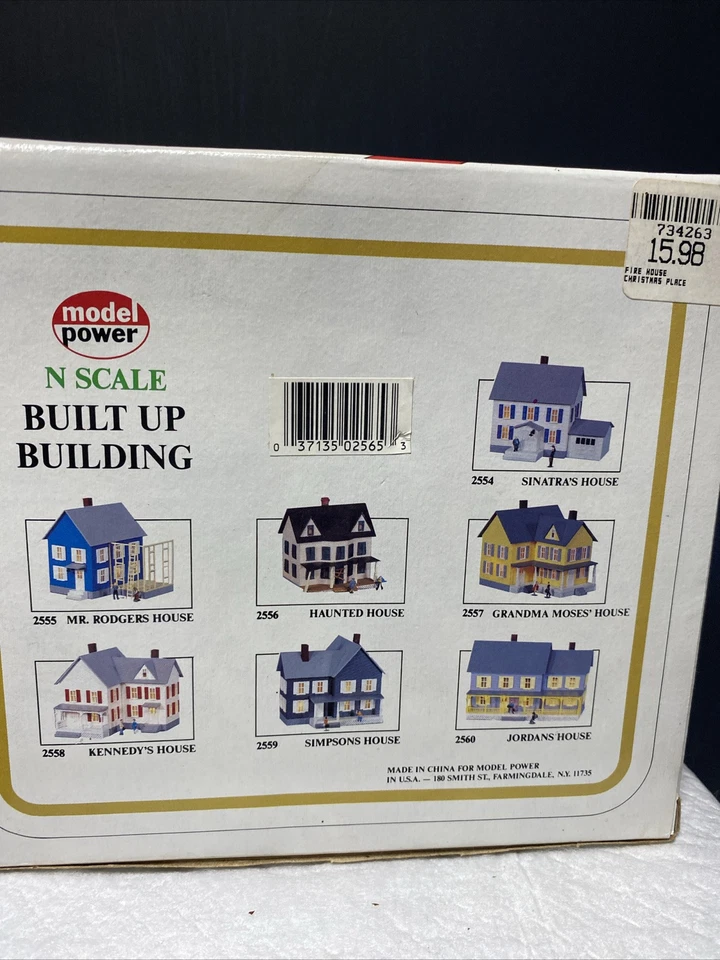 734263
15.98
FIRE HOUSE
CHRISTMAS PLACE
model
power
N SCALE
BUILT UP
BUILDING
0 37135 02565 3
2554 SINATRA'S HOUSE
2555 MR. RODGERS HOUSE
2556 HAUNTED HOUSE
2557 GRANDMA MOSES' HOUSE
2558 KENNEDY'S HOUSE
2559 SIMPSONS HOUSE
2560 JORDANS HOUSE
MADE IN CHINA FOR MODEL POWER
IN U.S.A. — 180 SMITH ST., FARMINGDALE, N.Y. 11735